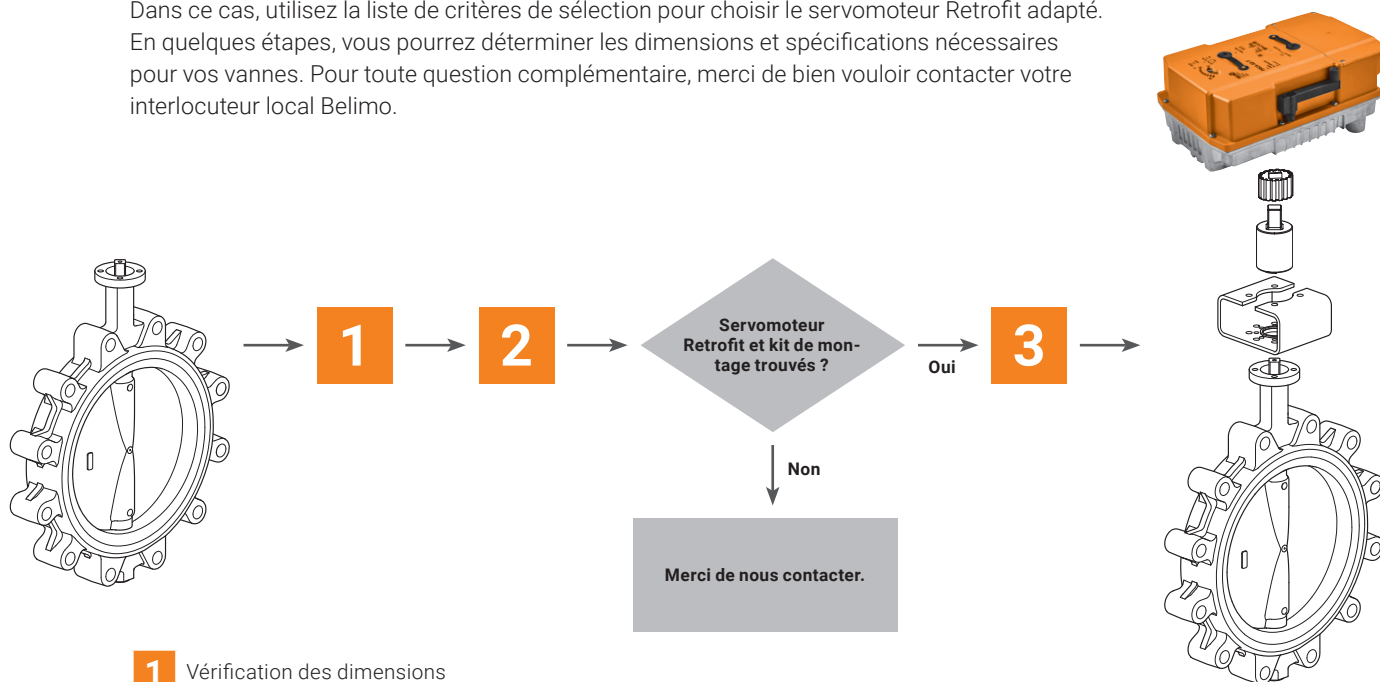 Dans ce cas, utilisez la liste de critères de sélection pour choisir le servomoteur Retrofit adapté.
En quelques étapes, vous pourrez déterminer les dimensions et spécifications nécessaires
pour vos vannes. Pour toute question complémentaire, merci de bien vouloir contacter votre
interlocuteur local Belimo.
1
2
Servomoteur
Retrofit et kit de mon-
tage trouvés ?
Oui
3
Non
Merci de nous contacter.
1 Vérification des dimensions